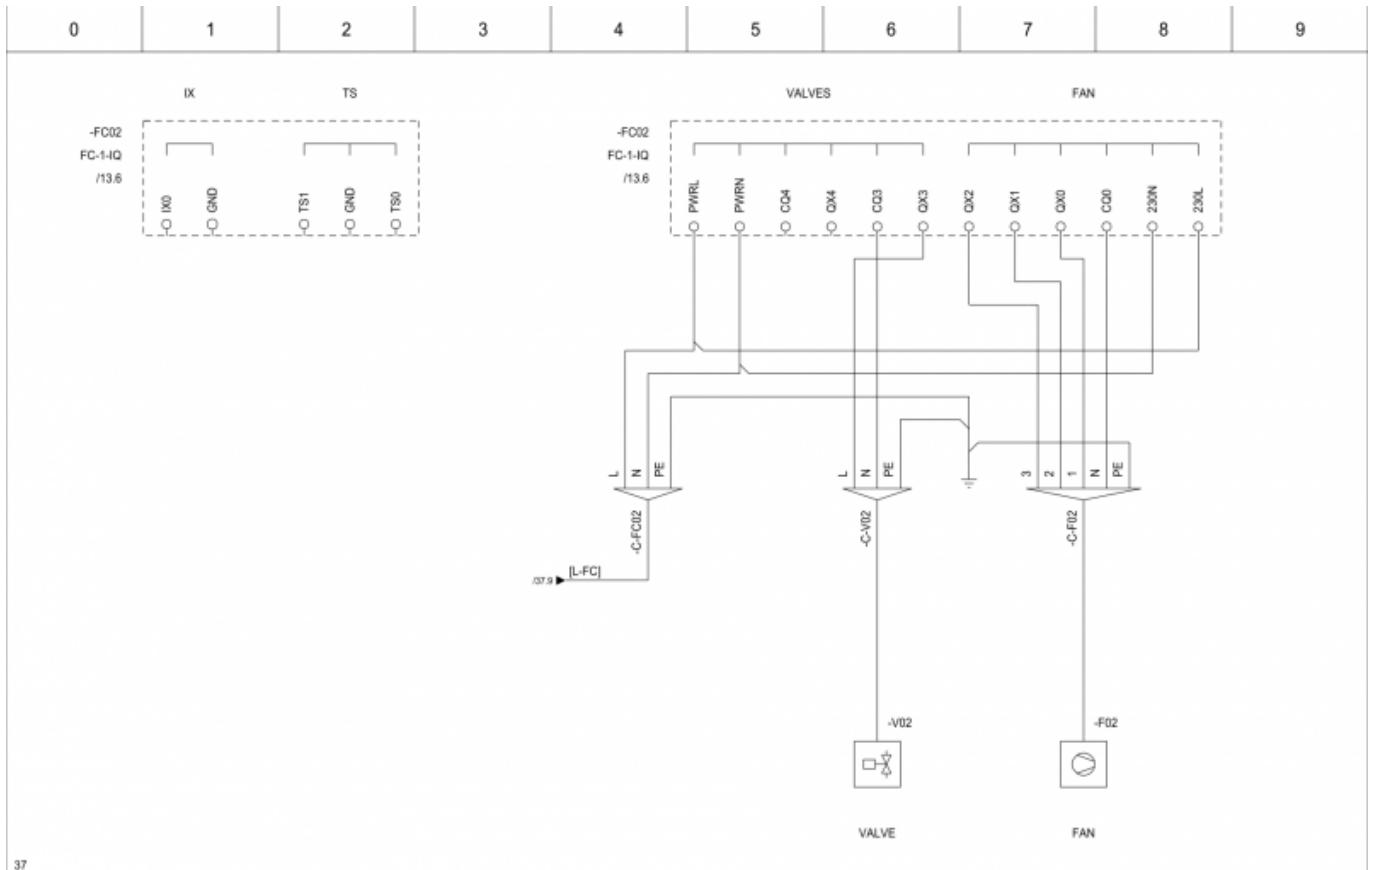 0 1 2 3 4 5 6 7 8 9
IX TS VALVES FAN
-FC02
FC-1-IQ
/13.6
IX0 GND TS1 GND TS0
-FC02
FC-1-IQ
/13.6
PWRL PWRN CQ4 QX4 CQ3 QX3 QX2 QX1 QX0 CQ0 230N 230L
L N PE
L N PE
3 2 1 N PE
-C-FC02
-C-V02
-C-F02
/37.9 [L-FC]
-V02
-F02
VALVE FAN
37